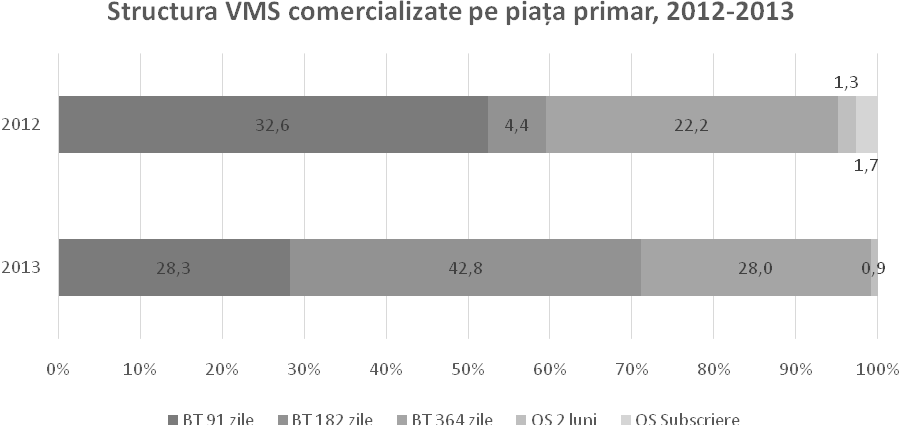 Structura VMS comercializate pe piața primar, 2012-2013
1,3
2012 32,6 4,4 22,2
1,7
2013 28,3 42,8 28,0 0,9
0% 10% 20% 30% 40% 50% 60% 70% 80% 90% 100%
BT 91 zile BT 182 zile BT 364 zile OS 2 luni OS Subscriere